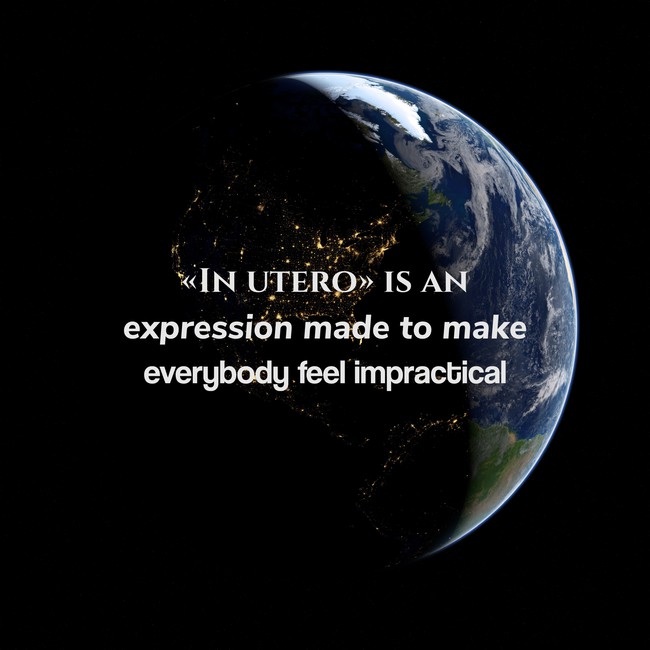 «In utero» is an
expression made to make
everybody feel impractical